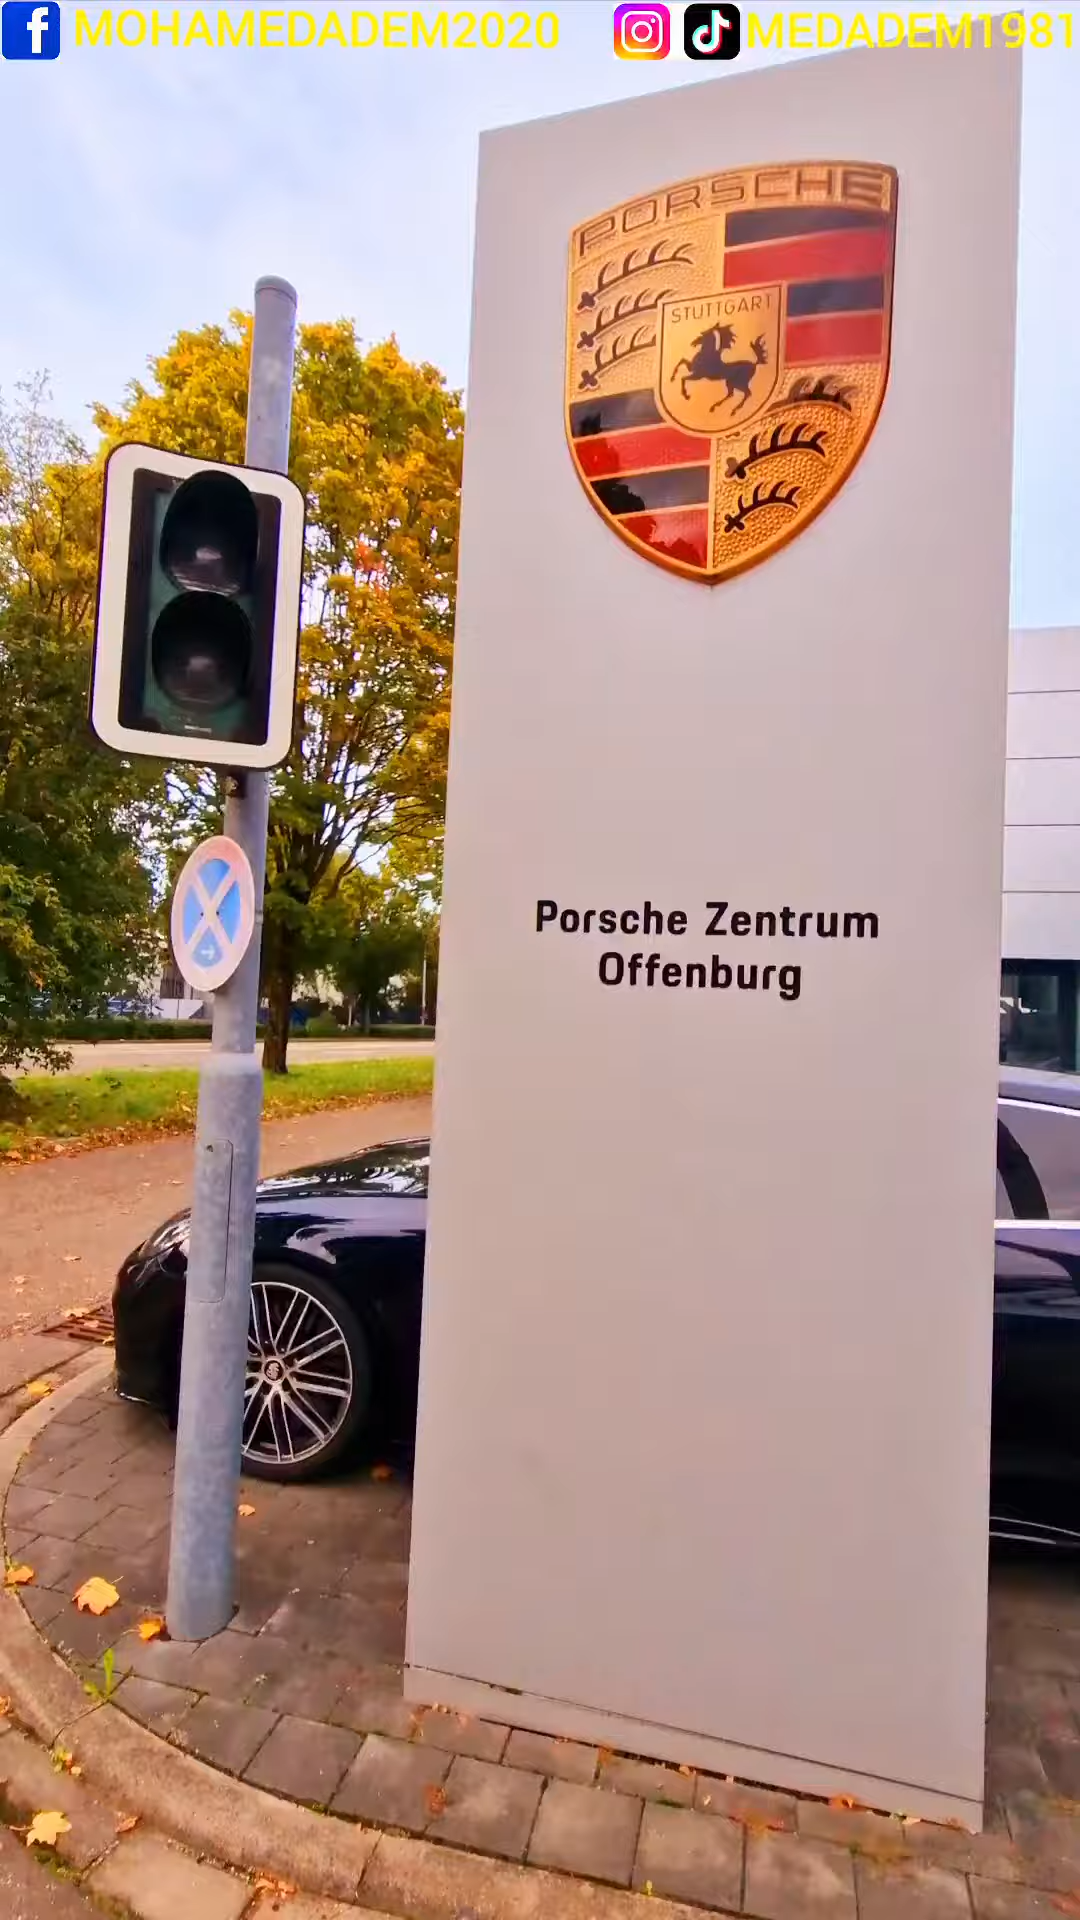 MOHAMEDADEM2020
MEDADEM1981
PORSCHE
STUTTGART
Porsche Zentrum
Offenburg